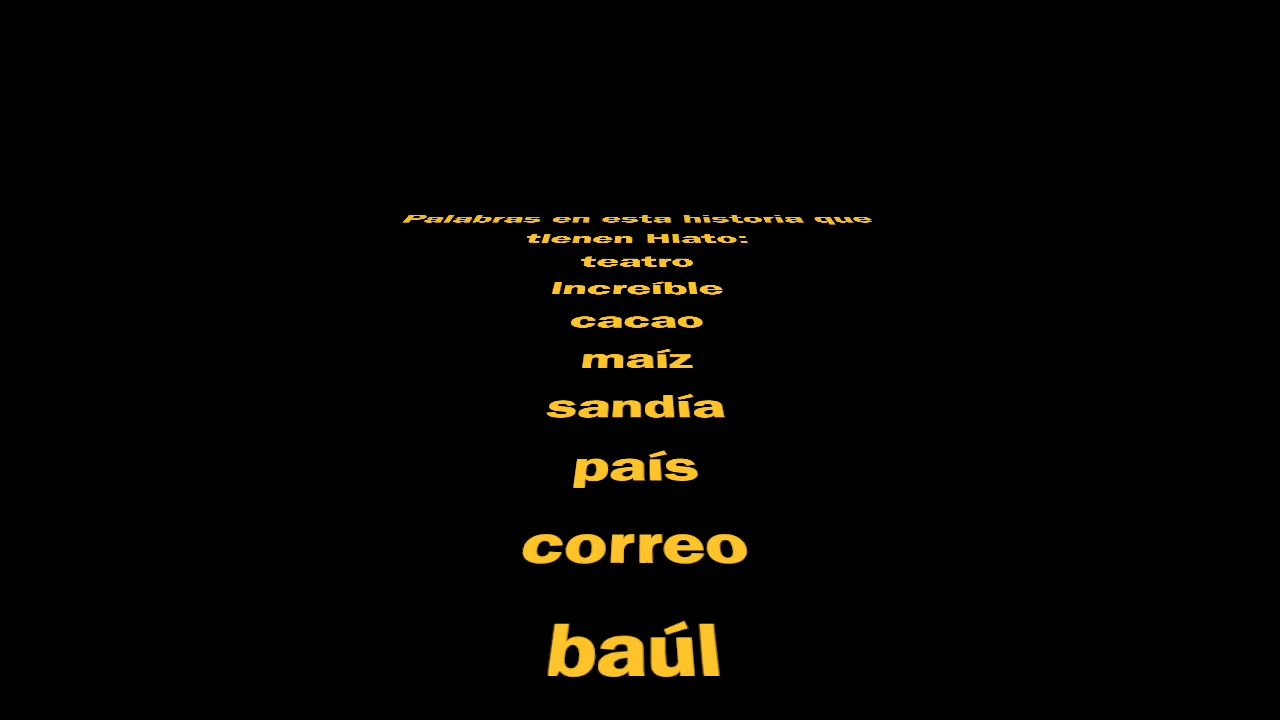 Palabras en esta historia que
tienen Hiato:
teatro
Increíble
cacao
maíz
sandía
país
correo
baúl